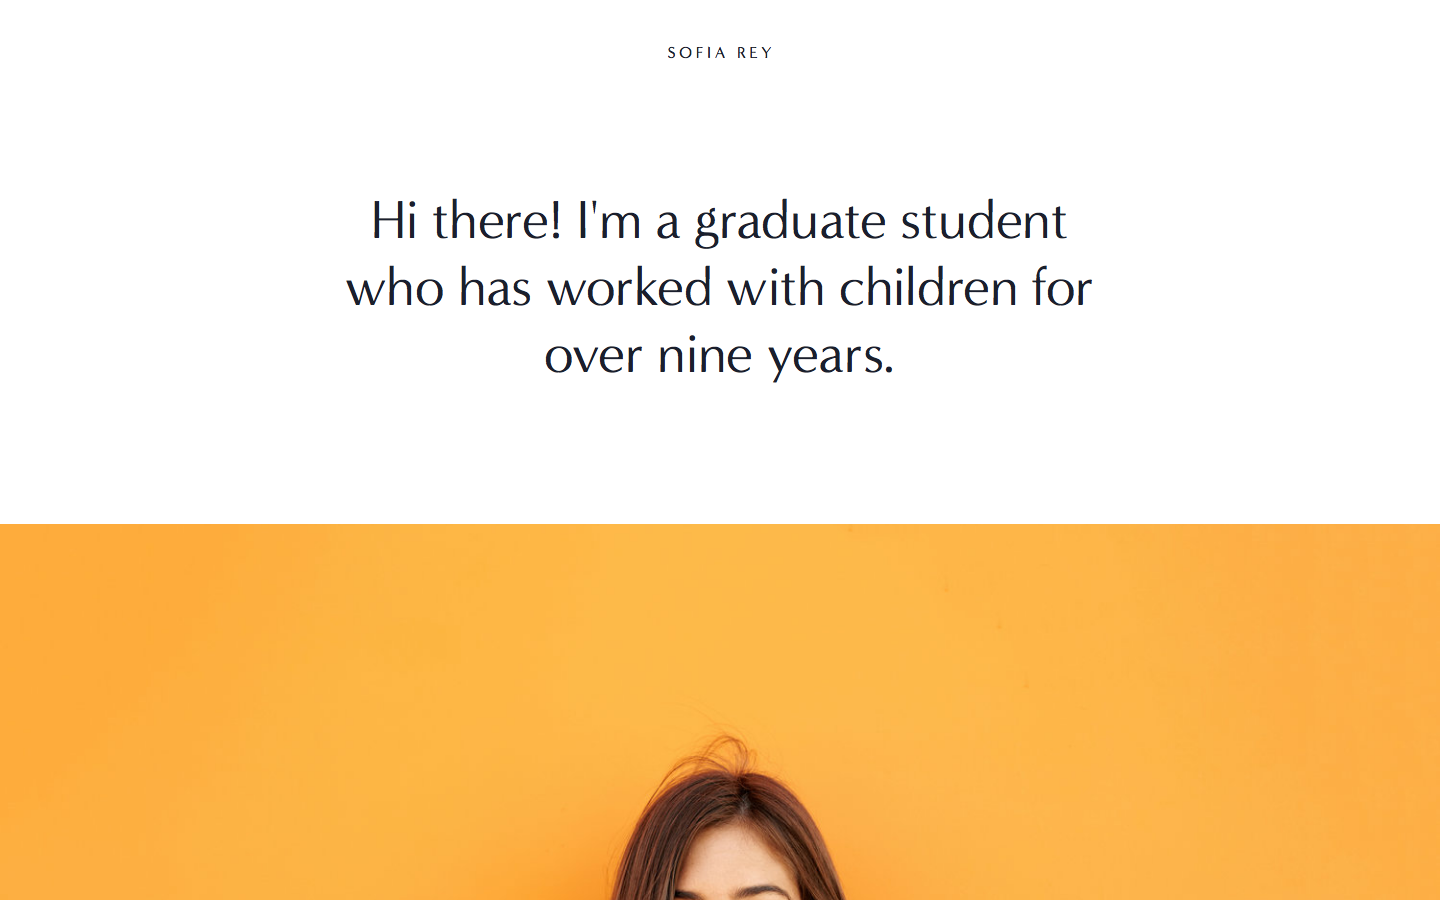 SOFIA REY
Hi there! I'm a graduate student
who has worked with children for
over nine years.